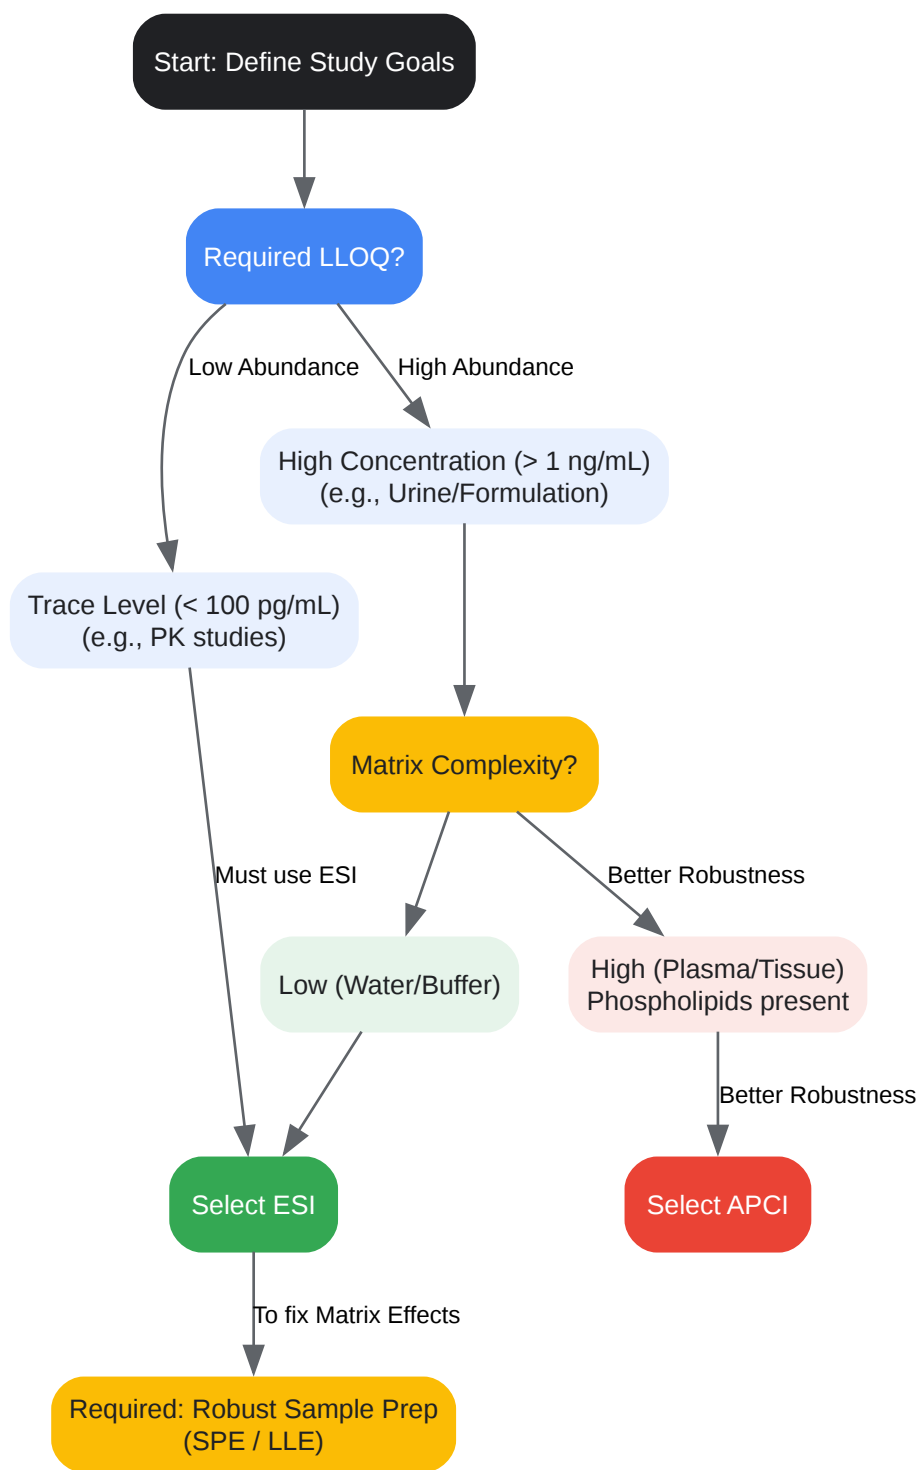 Start: Define Study Goals
Required LLOQ?
Low Abundance
High Abundance
High Concentration (> 1 ng/mL)
(e.g., Urine/Formulation)
Trace Level (< 100 pg/mL)
(e.g., PK studies)
Matrix Complexity?
Must use ESI
Better Robustness
Low (Water/Buffer)
High (Plasma/Tissue)
Phospholipids present
Better Robustness
Select ESI
Select APCI
To fix Matrix Effects
Required: Robust Sample Prep
(SPE / LLE)